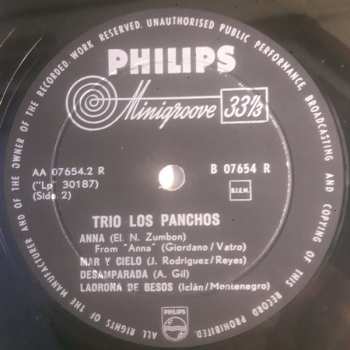 ALL RIGHTS OF THE MANUFACTURER AND OF THE OWNER OF THE RECORDED WORK RESERVED. UNAUTHORISED PUBLIC PERFORMANCE, BROADCASTING AND COPYING OF THIS RECORD PROHIBITED
PHILIPS
Minigroove 33⅓
AA 07654.2 R
("Lp" 30187)
(Side 2)
B 07654 R
B.I.E.M.
TRIO LOS PANCHOS
ANNA (El. N. Zumbon)
From "Anna" (Giordano/Vatro)
MAR Y CIELO (J. Rodriguez/Reyes)
DESAMPARADA (A. Gil)
LADRONA DE BESOS (Iclán/Montenegro)
PHILIPS